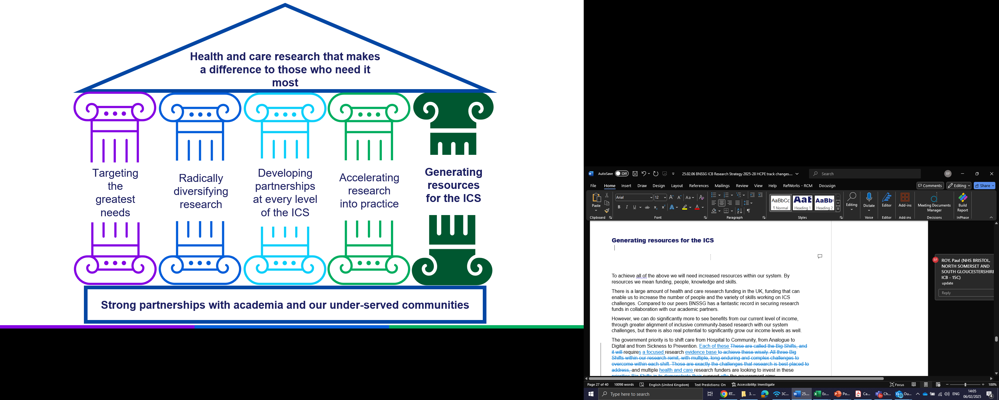 Health and care research that makes
a difference to those who need it
most
Targeting
the
greatest
needs
Radically
diversifying
research
Developing
partnerships
at every level
of the ICS
Accelerating
research
into practice
Generating
resources
for the ICS
Strong partnerships with academia and our under-served communities
AutoSave Off 25.02.06 BNSSG ICB Research Strategy 2025-28 HCPE track changes.... Search RP
File Home Insert Draw Design Layout References Mailings Review View Help RefWorks - RCM Docusign Comments Editing Share
Paste Arial 12 Aa AaBbCc AaB AaBb( Editing Dictate Editor Add-ins Meeting Documents Manager Build Report
B I U ab x₂ x² A A ¶ Normal Heading 1 Heading 2
Clipboard Font Paragraph Styles Voice Editor Add-ins Decisions InPhase
Generating resources for the ICS
To achieve all of the above we will need increased resources within our system. By
resources we mean funding, people, knowledge and skills.
There is a large amount of health and care research funding in the UK, funding that can
enable us to increase the number of people and the variety of skills working on ICS
challenges. Compared to our peers BNSSG has a fantastic record in securing research
funds in collaboration with our academic partners.
However, we can do significantly more to see benefits from our current level of income,
through greater alignment of inclusive community-based research with our system
challenges, but there is also real potential to significantly grow our income levels as well.
The government priority is to shift care from Hospital to Community, from Analogue to
Digital and from Sickness to Prevention. Each of these These are called the Big Shifts, and
it will requires a focused research evidence base to achieve these wisely. All three Big
Shifts within our research remit, with multiple, long enduring and complex challenges to
overcome within each shift. Those are exactly the challenges that research is best placed to
address, and multiple health and care research funders are looking to invest in these
RP ROY, Paul (NHS BRISTOL,
NORTH SOMERSET AND
SOUTH GLOUCESTERSHIRE
ICB - 15C)
update
Reply
Page 27 of 40 10098 words English (United Kingdom) Text Predictions: On Accessibility: Investigate Focus 100%
Type here to search RT... 3. ... 3C... 25.... Ex... Po... Ca... Ch... Ou... ENG 14:05
06/02/2025